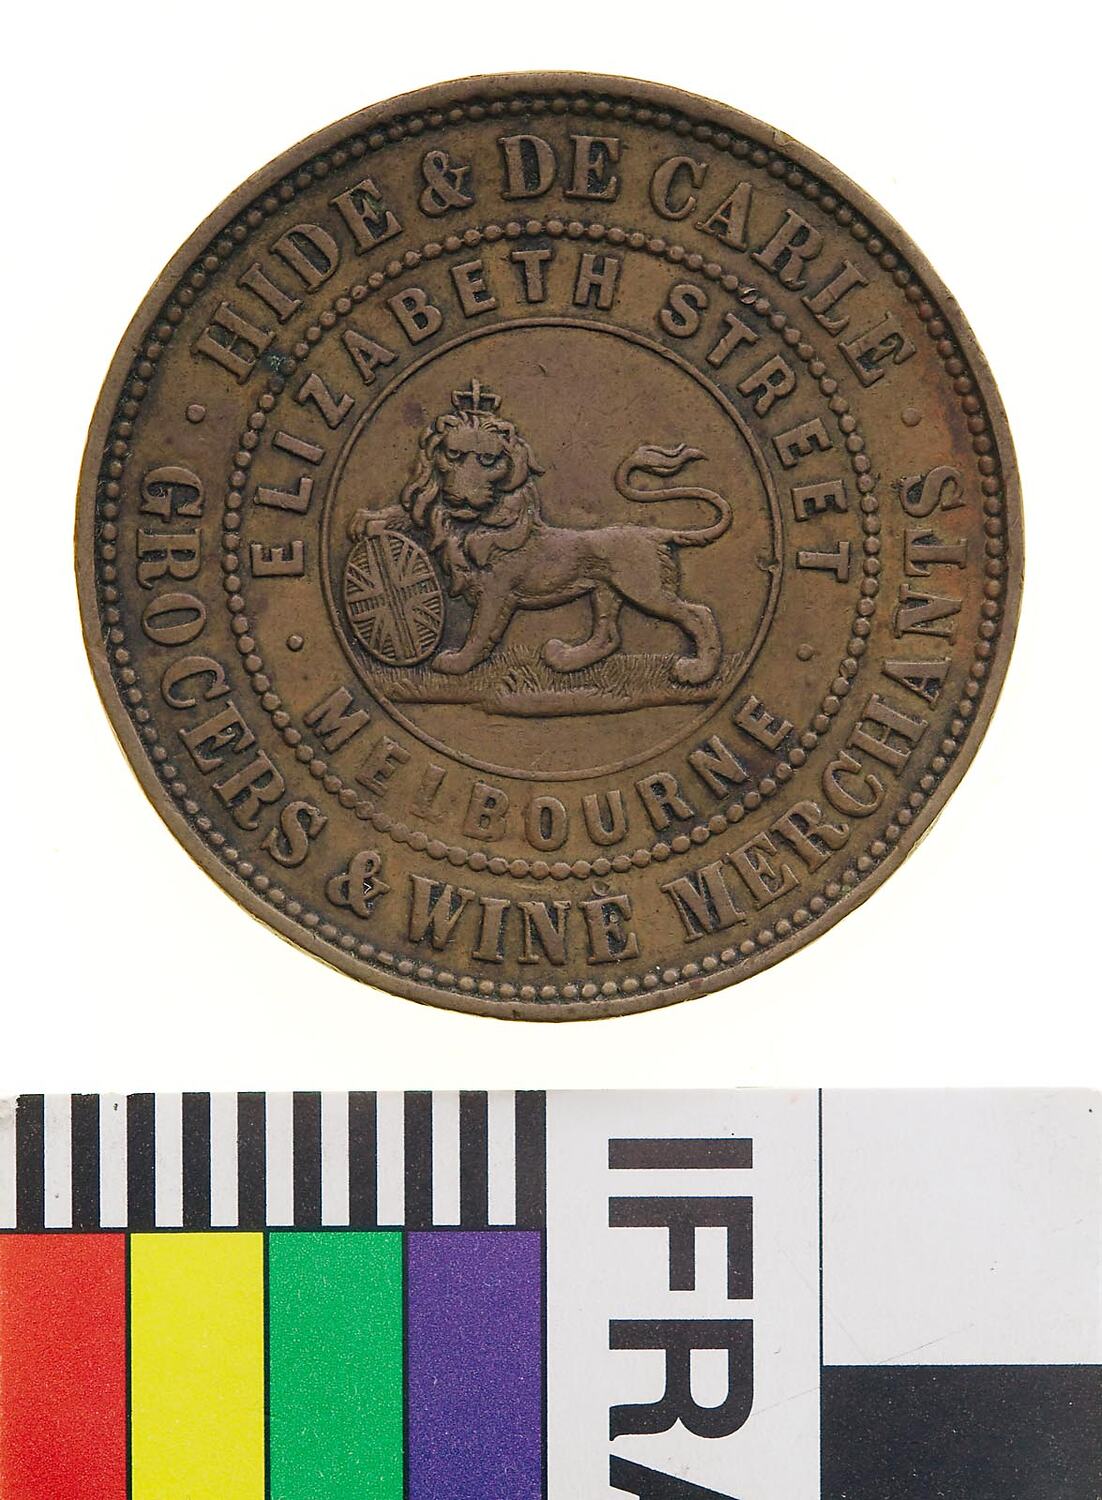 HIDE & DE CARLE
GROCERS & WINE MERCHANTS
ELIZABETH STREET
MELBOURNE
IFRA